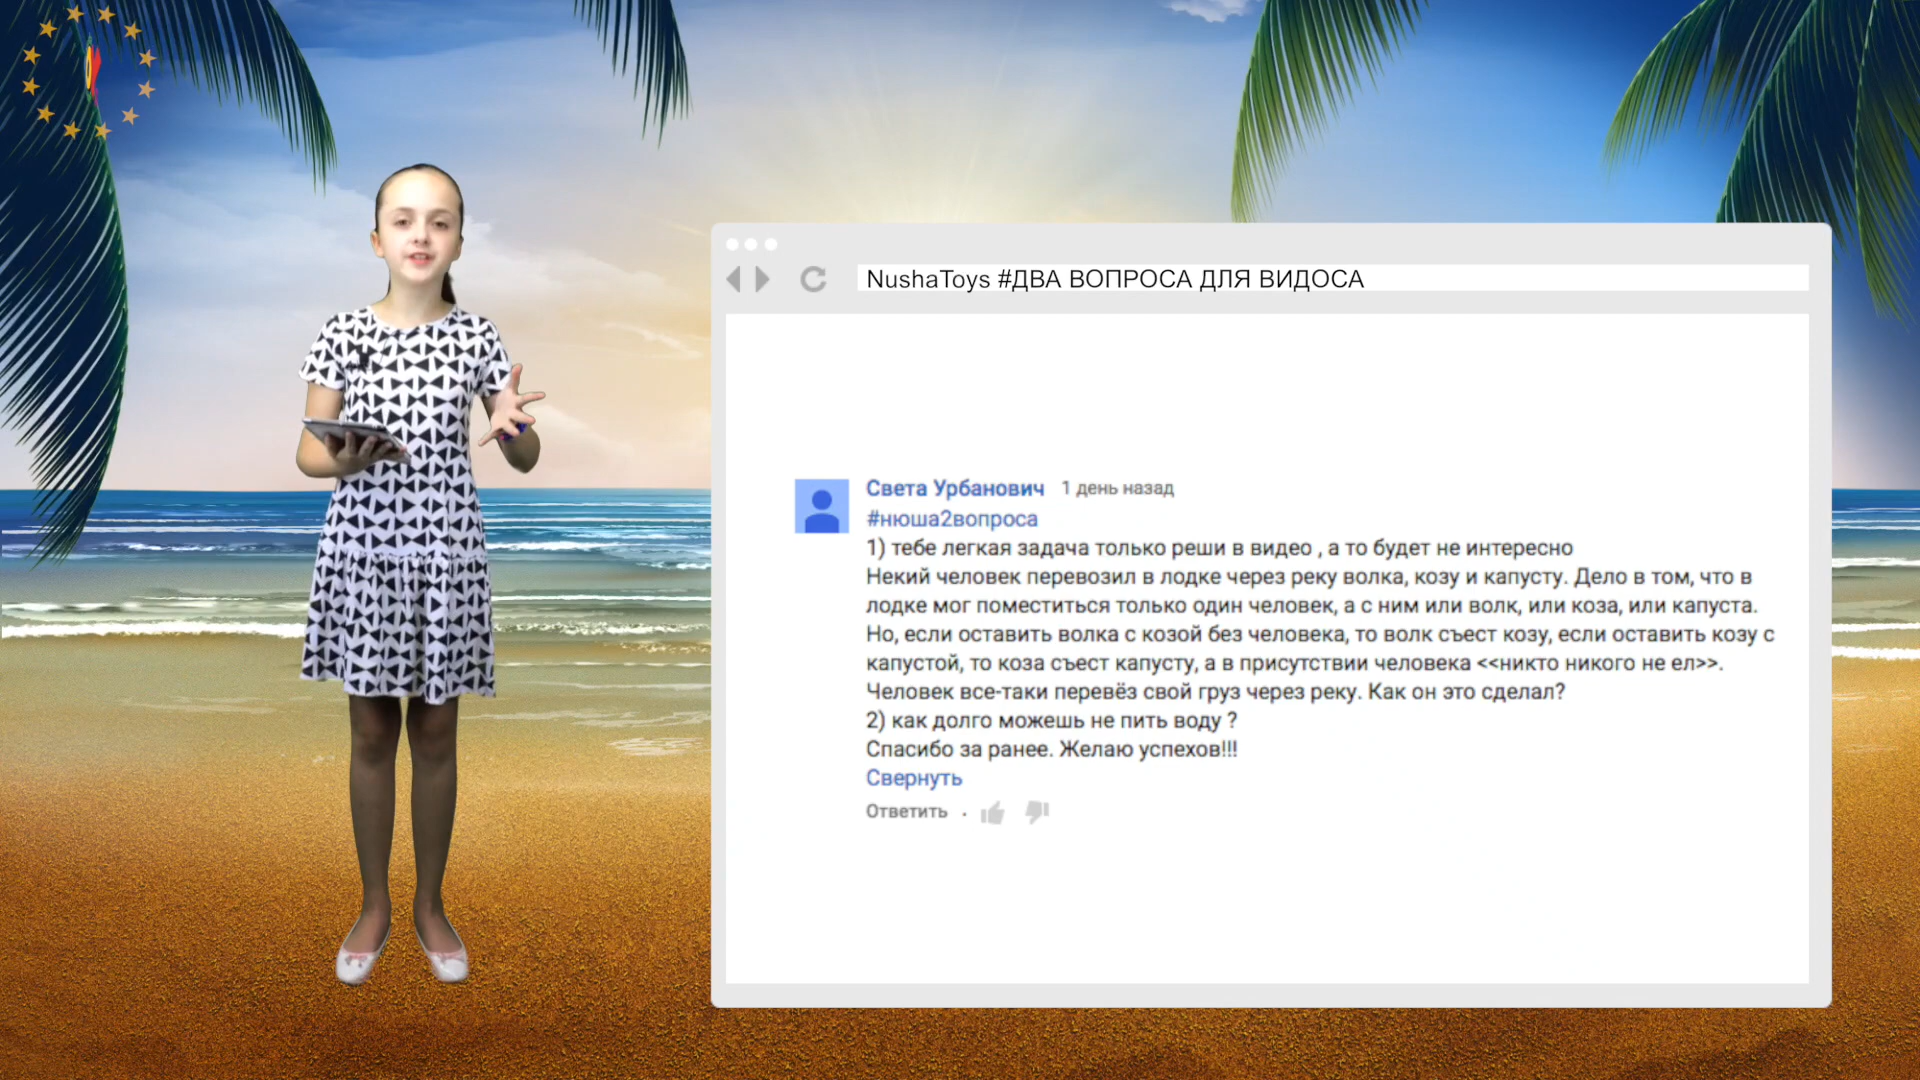 NushaToys #ДВА ВОПРОСА ДЛЯ ВИДОСА
Света Урбанович 1 день назад
#нюша2вопроса
1) тебе легкая задача только реши в видео , а то будет не интересно
Некий человек перевозил в лодке через реку волка, козу и капусту. Дело в том, что в
лодке мог поместиться только один человек, а с ним или волк, или коза, или капуста.
Но, если оставить волка с козой без человека, то волк съест козу, если оставить козу с
капустой, то коза съест капусту, а в присутствии человека <<никто никого не ел>>.
Человек все-таки перевёз свой груз через реку. Как он это сделал?
2) как долго можешь не пить воду ?
Спасибо за ранее. Желаю успехов!!!
Свернуть
Ответить ·